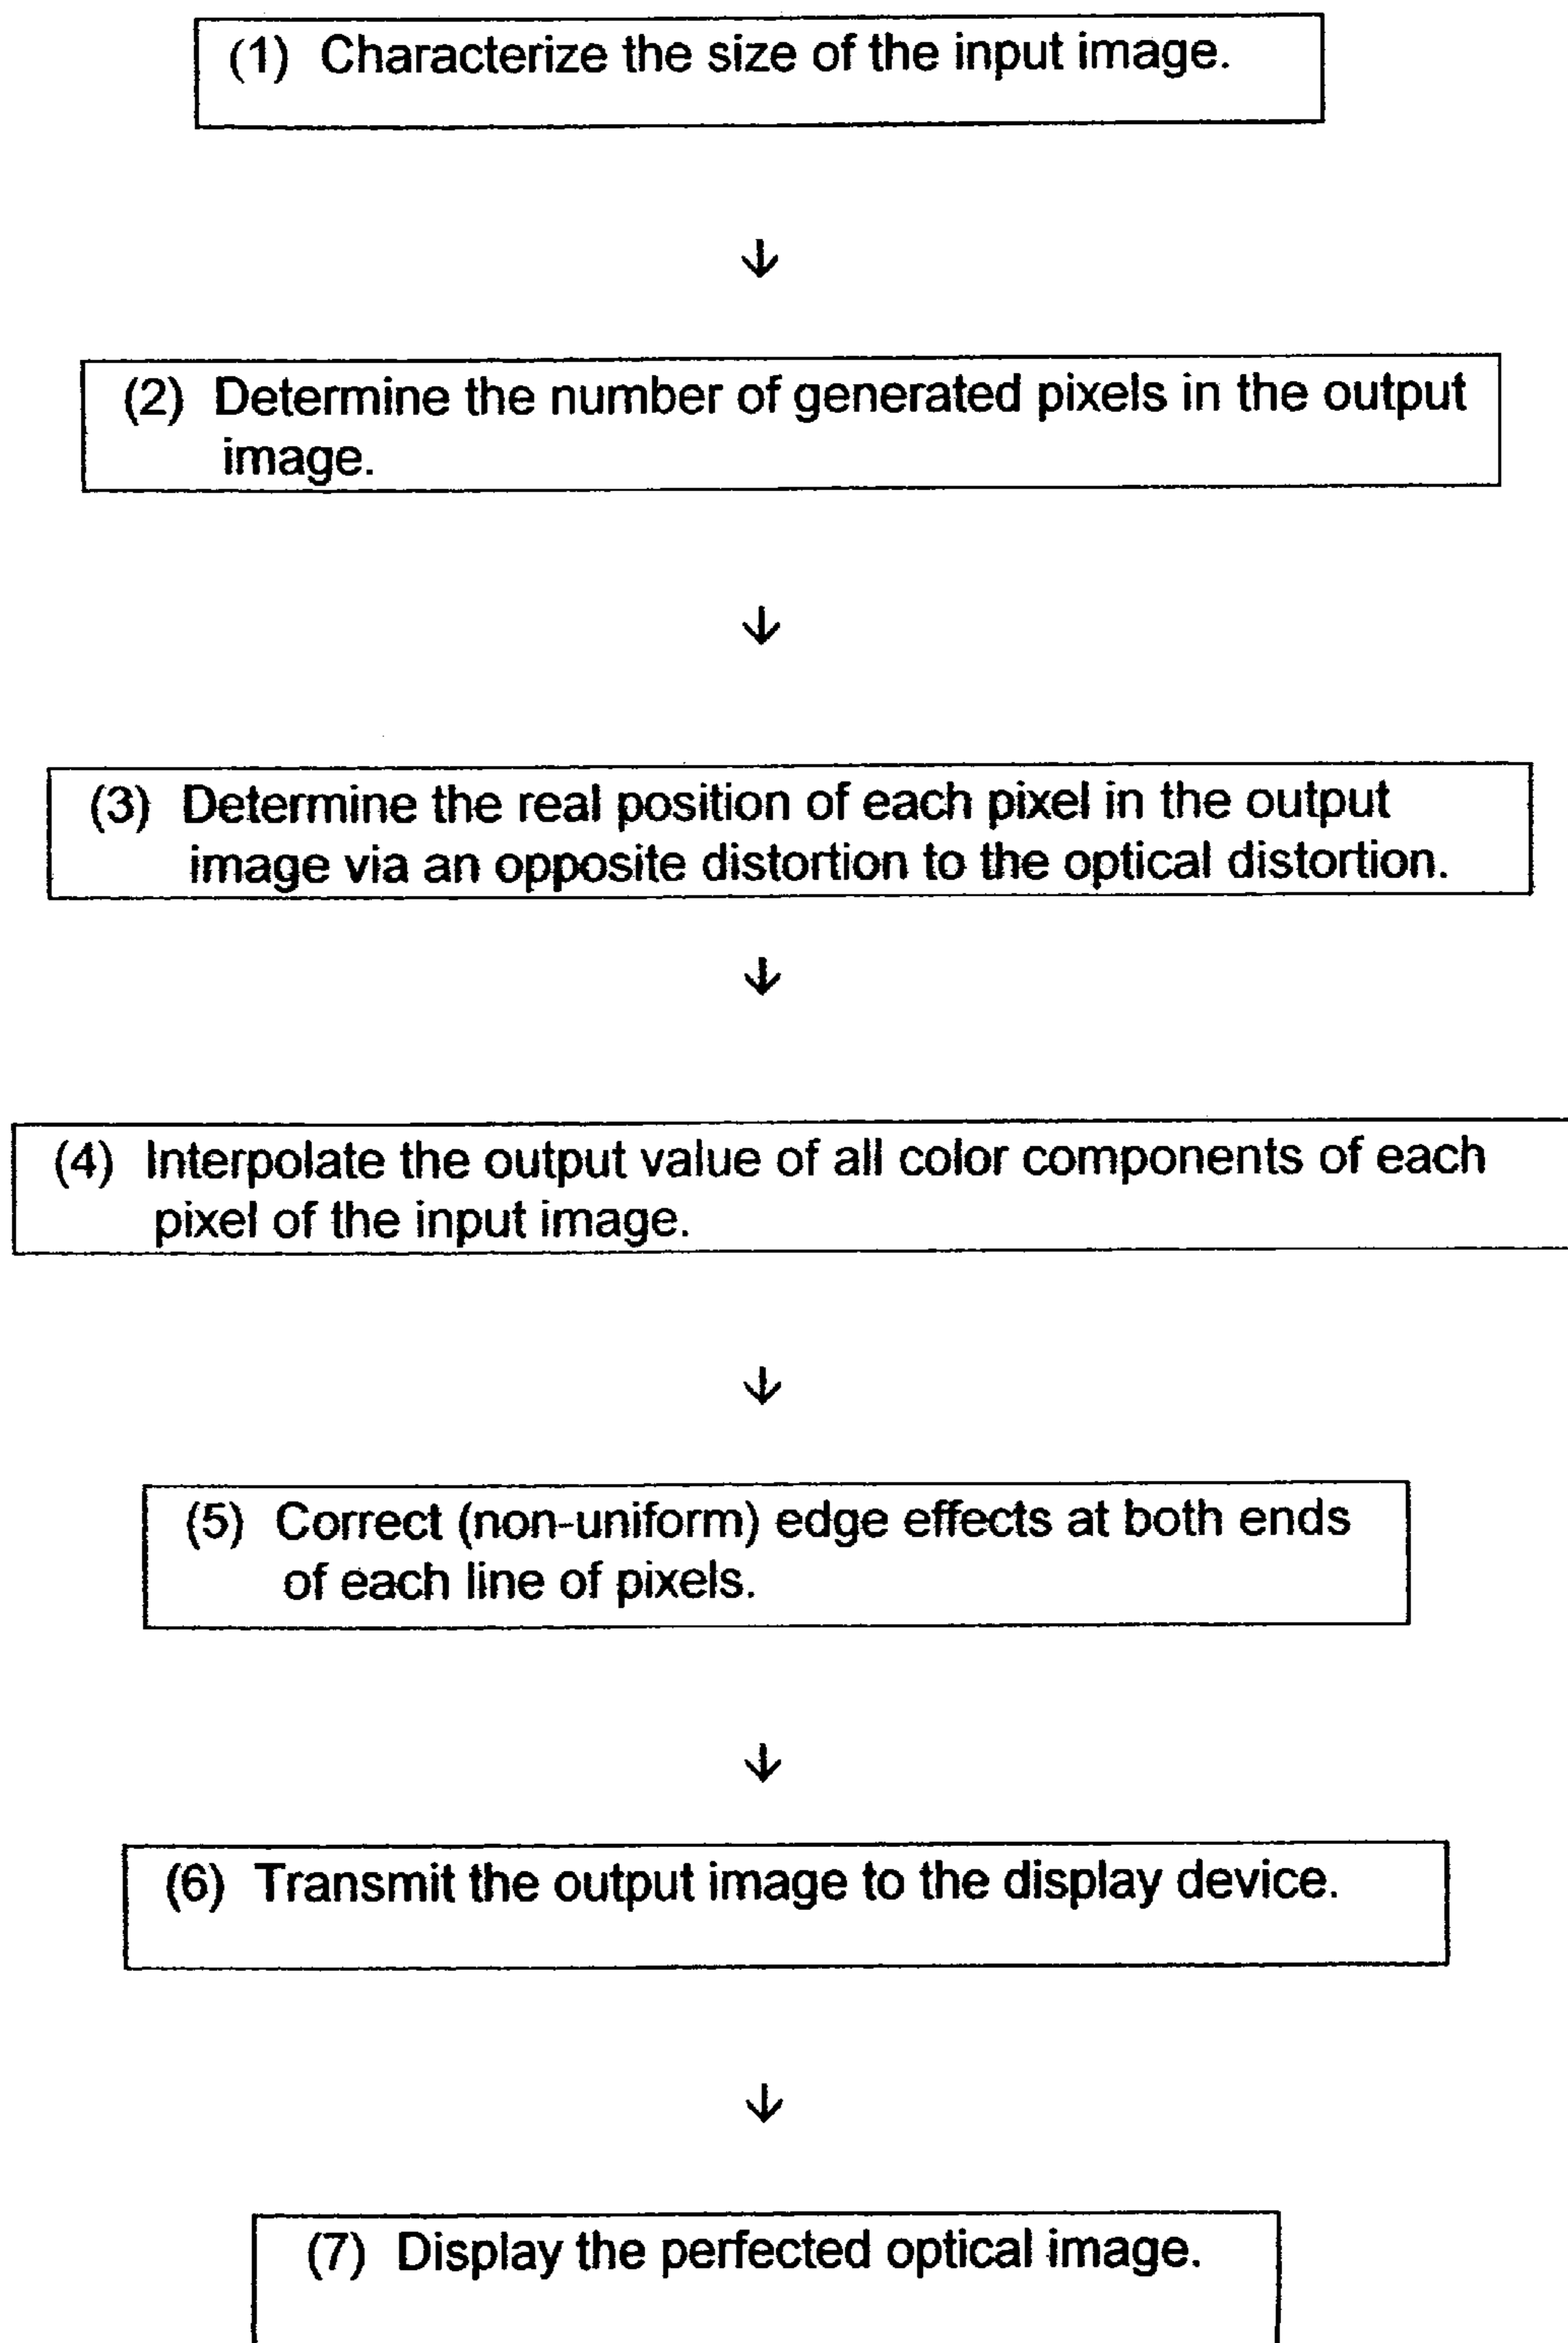 (1) Characterize the size of the input image.
↓
(2) Determine the number of generated pixels in the output
image.
↓
(3) Determine the real position of each pixel in the output
image via an opposite distortion to the optical distortion.
↓
(4) Interpolate the output value of all color components of each
pixel of the input image.
↓
(5) Correct (non-uniform) edge effects at both ends
of each line of pixels.
↓
(6) Transmit the output image to the display device.
↓
(7) Display the perfected optical image.